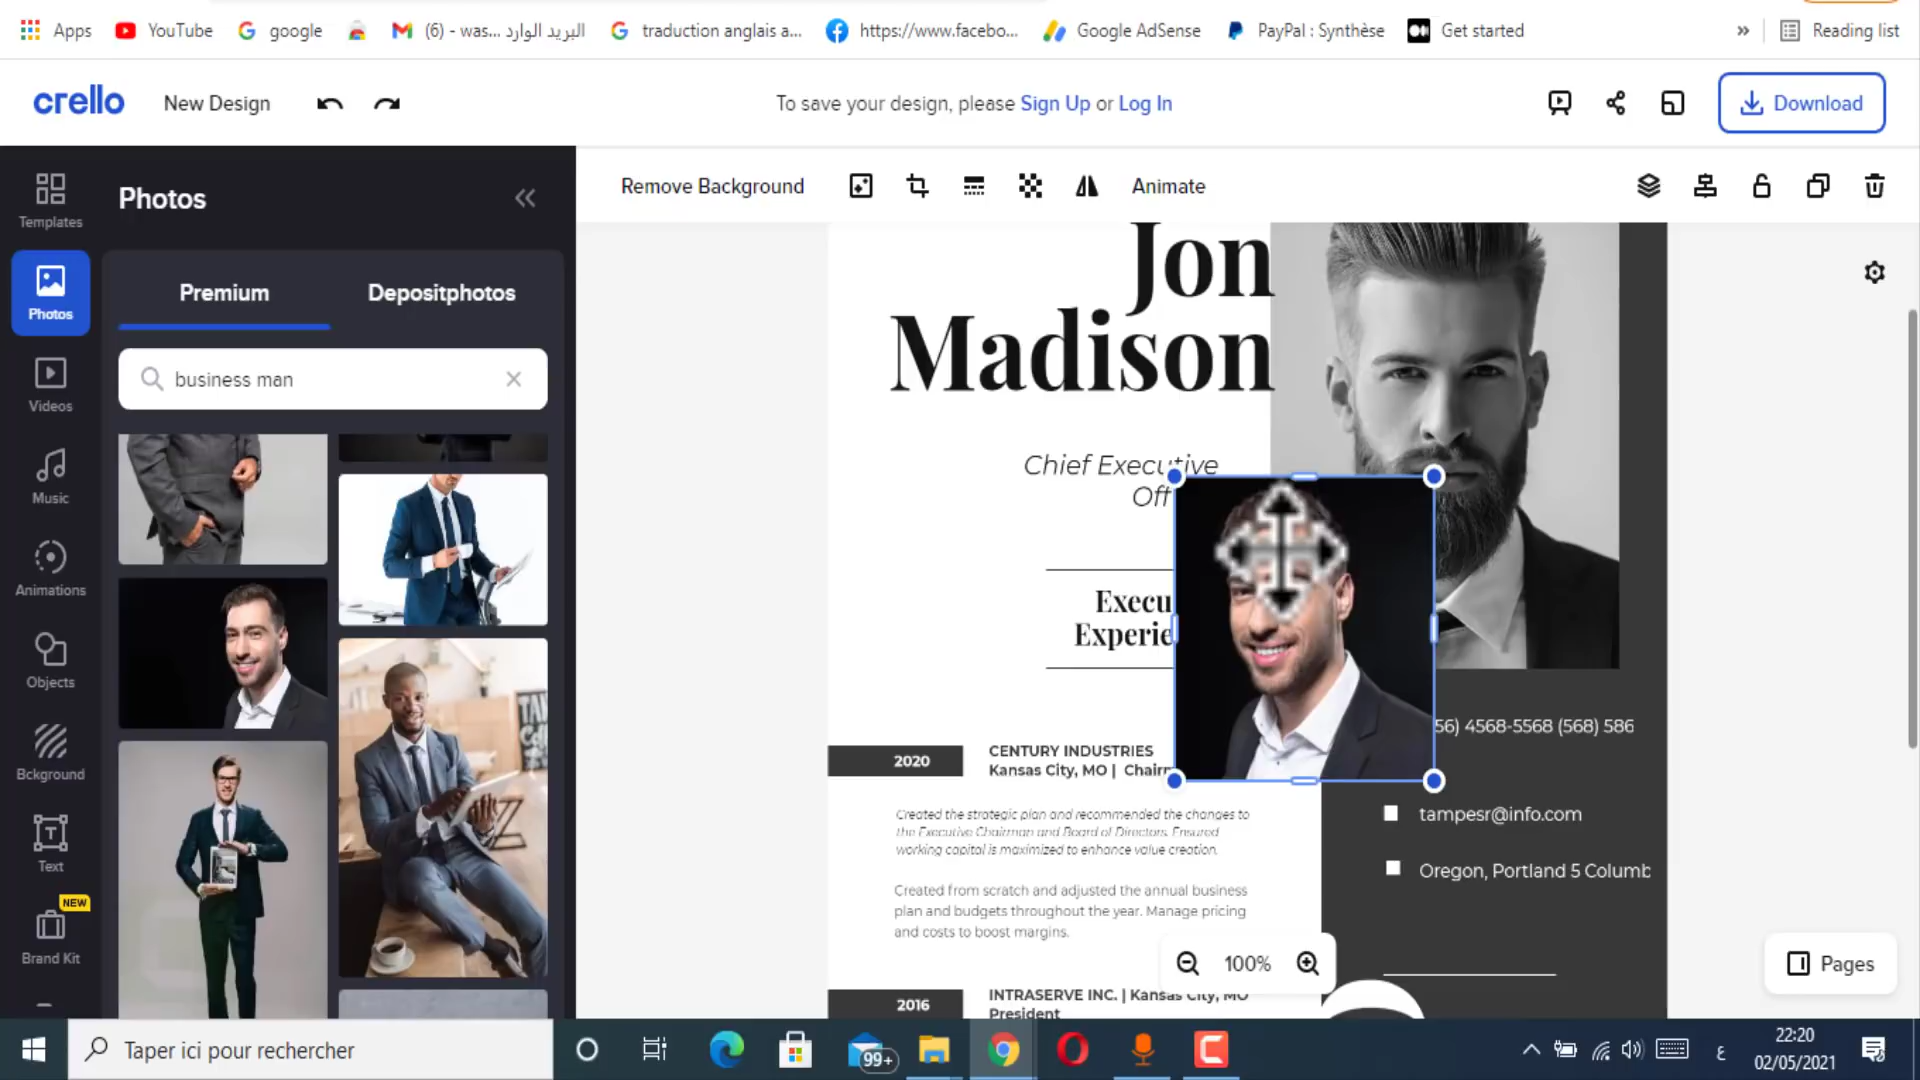 Apps
YouTube
google
(6) - was... البريد الوارد
traduction anglais a...
https://www.facebo...
Google AdSense
PayPal : Synthèse
Get started
»
Reading list
crello
New Design
To save your design, please Sign Up or Log In
Download
Templates
Photos
Videos
Music
Animations
Objects
Bckground
Text
NEW
Brand Kit
Photos
Premium
Depositphotos
business man
Remove Background
Animate
Jon
Madison
Chief Executive
Off
Execu
Experie
2020
CENTURY INDUSTRIES
Kansas City, MO | Chairm
Created the strategic plan and recommended the changes to
the Executive Chairman and Board of Directors. Ensured
working capital is maximized to enhance value creation.
Created from scratch and adjusted the annual business
plan and budgets throughout the year. Manage pricing
and costs to boost margins.
2016
INTRASERVE INC. | Kansas City, MO
President
56) 4568-5568 (568) 586
tampesr@info.com
Oregon, Portland 5 Columb
100%
Pages
Taper ici pour rechercher
99+
ع
22:20
02/05/2021